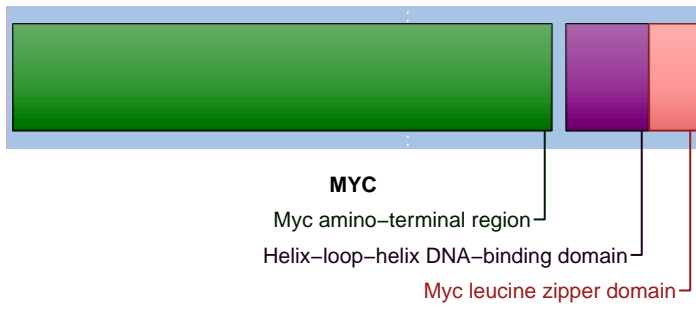 MYC
Myc amino−terminal region
Helix−loop−helix DNA−binding domain
Myc leucine zipper domain